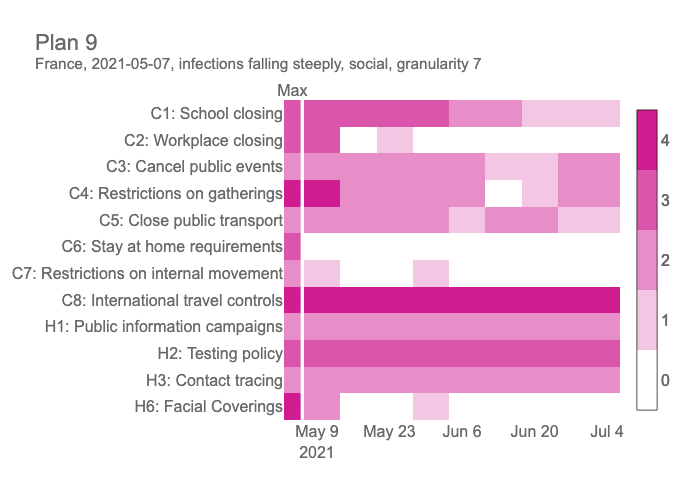 Plan 9
France, 2021-05-07, infections falling steeply, social, granularity 7
Max
C1: School closing
C2: Workplace closing
C3: Cancel public events
C4: Restrictions on gatherings
C5: Close public transport
C6: Stay at home requirements
C7: Restrictions on internal movement
C8: International travel controls
H1: Public information campaigns
H2: Testing policy
H3: Contact tracing
H6: Facial Coverings
May 9 May 23 Jun 6 Jun 20 Jul 4
2021
4
3
2
1
0